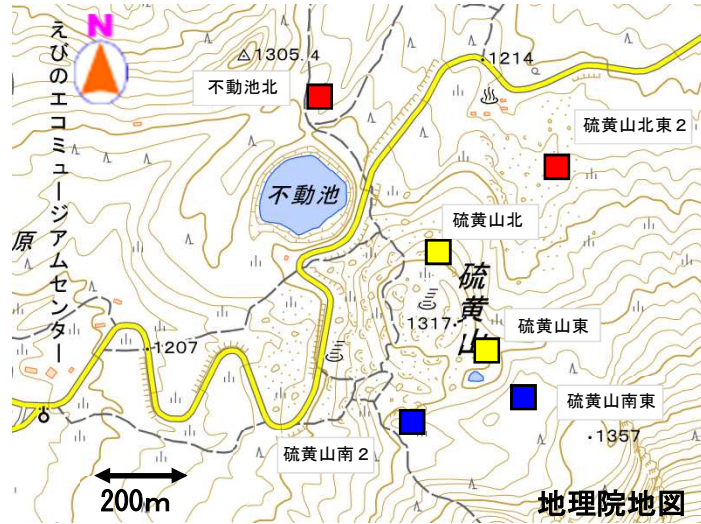 N
えびのエコミュージアムセンター
△1305.4
・1214
不動池北
硫黄山北東2
不動池
硫黄山北
原
硫黄山
1317・
硫黄山東
・1207
硫黄山南東
硫黄山南2
・1357
200m
地理院地図